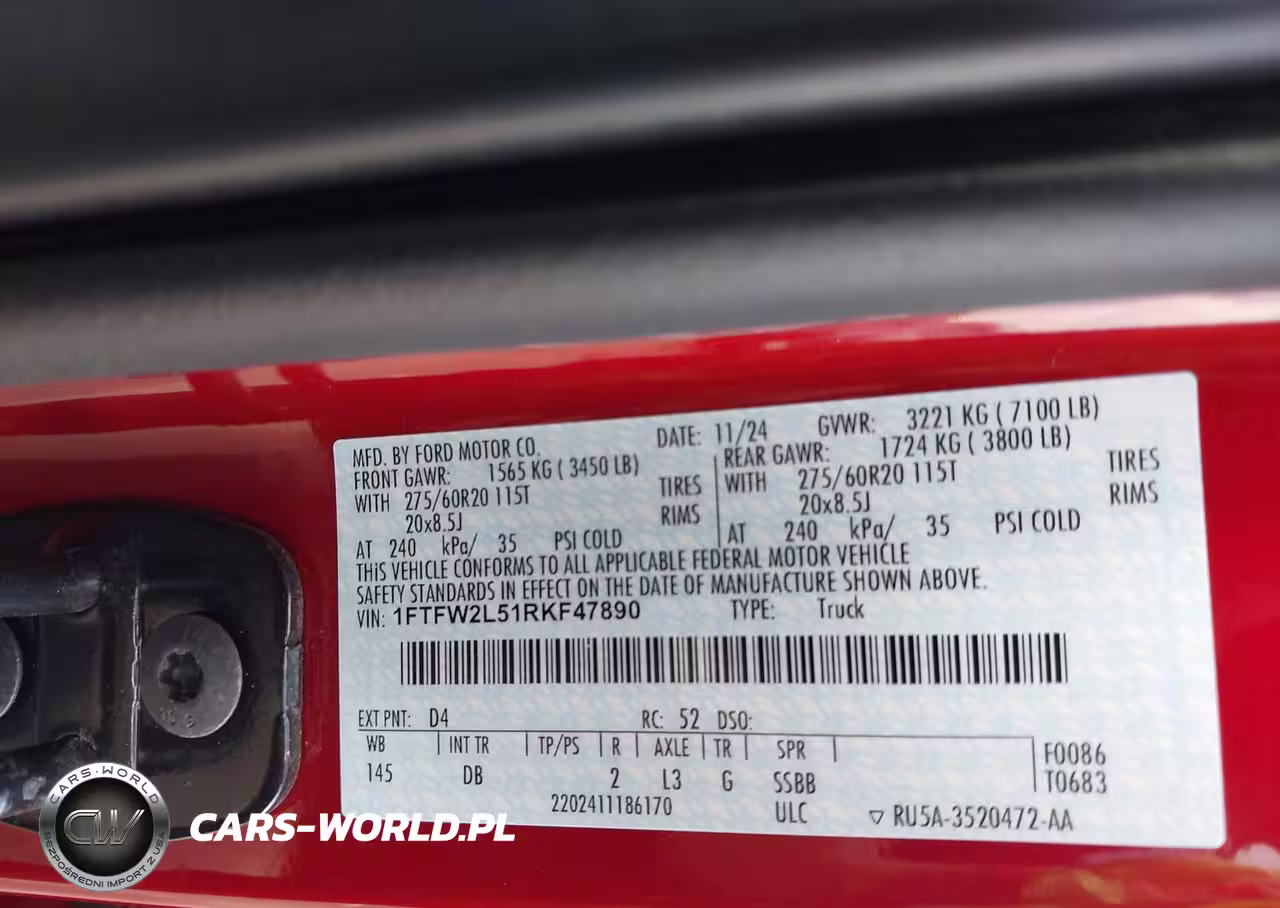 MFD. BY FORD MOTOR CO. DATE: 11/24 GVWR: 3221 KG ( 7100 LB)
FRONT GAWR: 1565 KG ( 3450 LB) REAR GAWR: 1724 KG ( 3800 LB)
WITH 275/60R20 115T TIRES WITH 275/60R20 115T TIRES
20x8.5J RIMS 20x8.5J RIMS
AT 240 kPa/ 35 PSI COLD AT 240 kPa/ 35 PSI COLD
THIS VEHICLE CONFORMS TO ALL APPLICABLE FEDERAL MOTOR VEHICLE
SAFETY STANDARDS IN EFFECT ON THE DATE OF MANUFACTURE SHOWN ABOVE.
VIN: 1FTFW2L51RKF47890 TYPE: Truck
EXT PNT: D4 RC: 52 DSO:
WB INT TR TP/PS R AXLE TR SPR F0086
145 DB 2 L3 G SSBB T0683
2202411186170 ULC ▽ RU5A-3520472-AA
CARS-WORLD
CW
BEZPOŚREDNI IMPORT Z USA
CARS-WORLD.PL